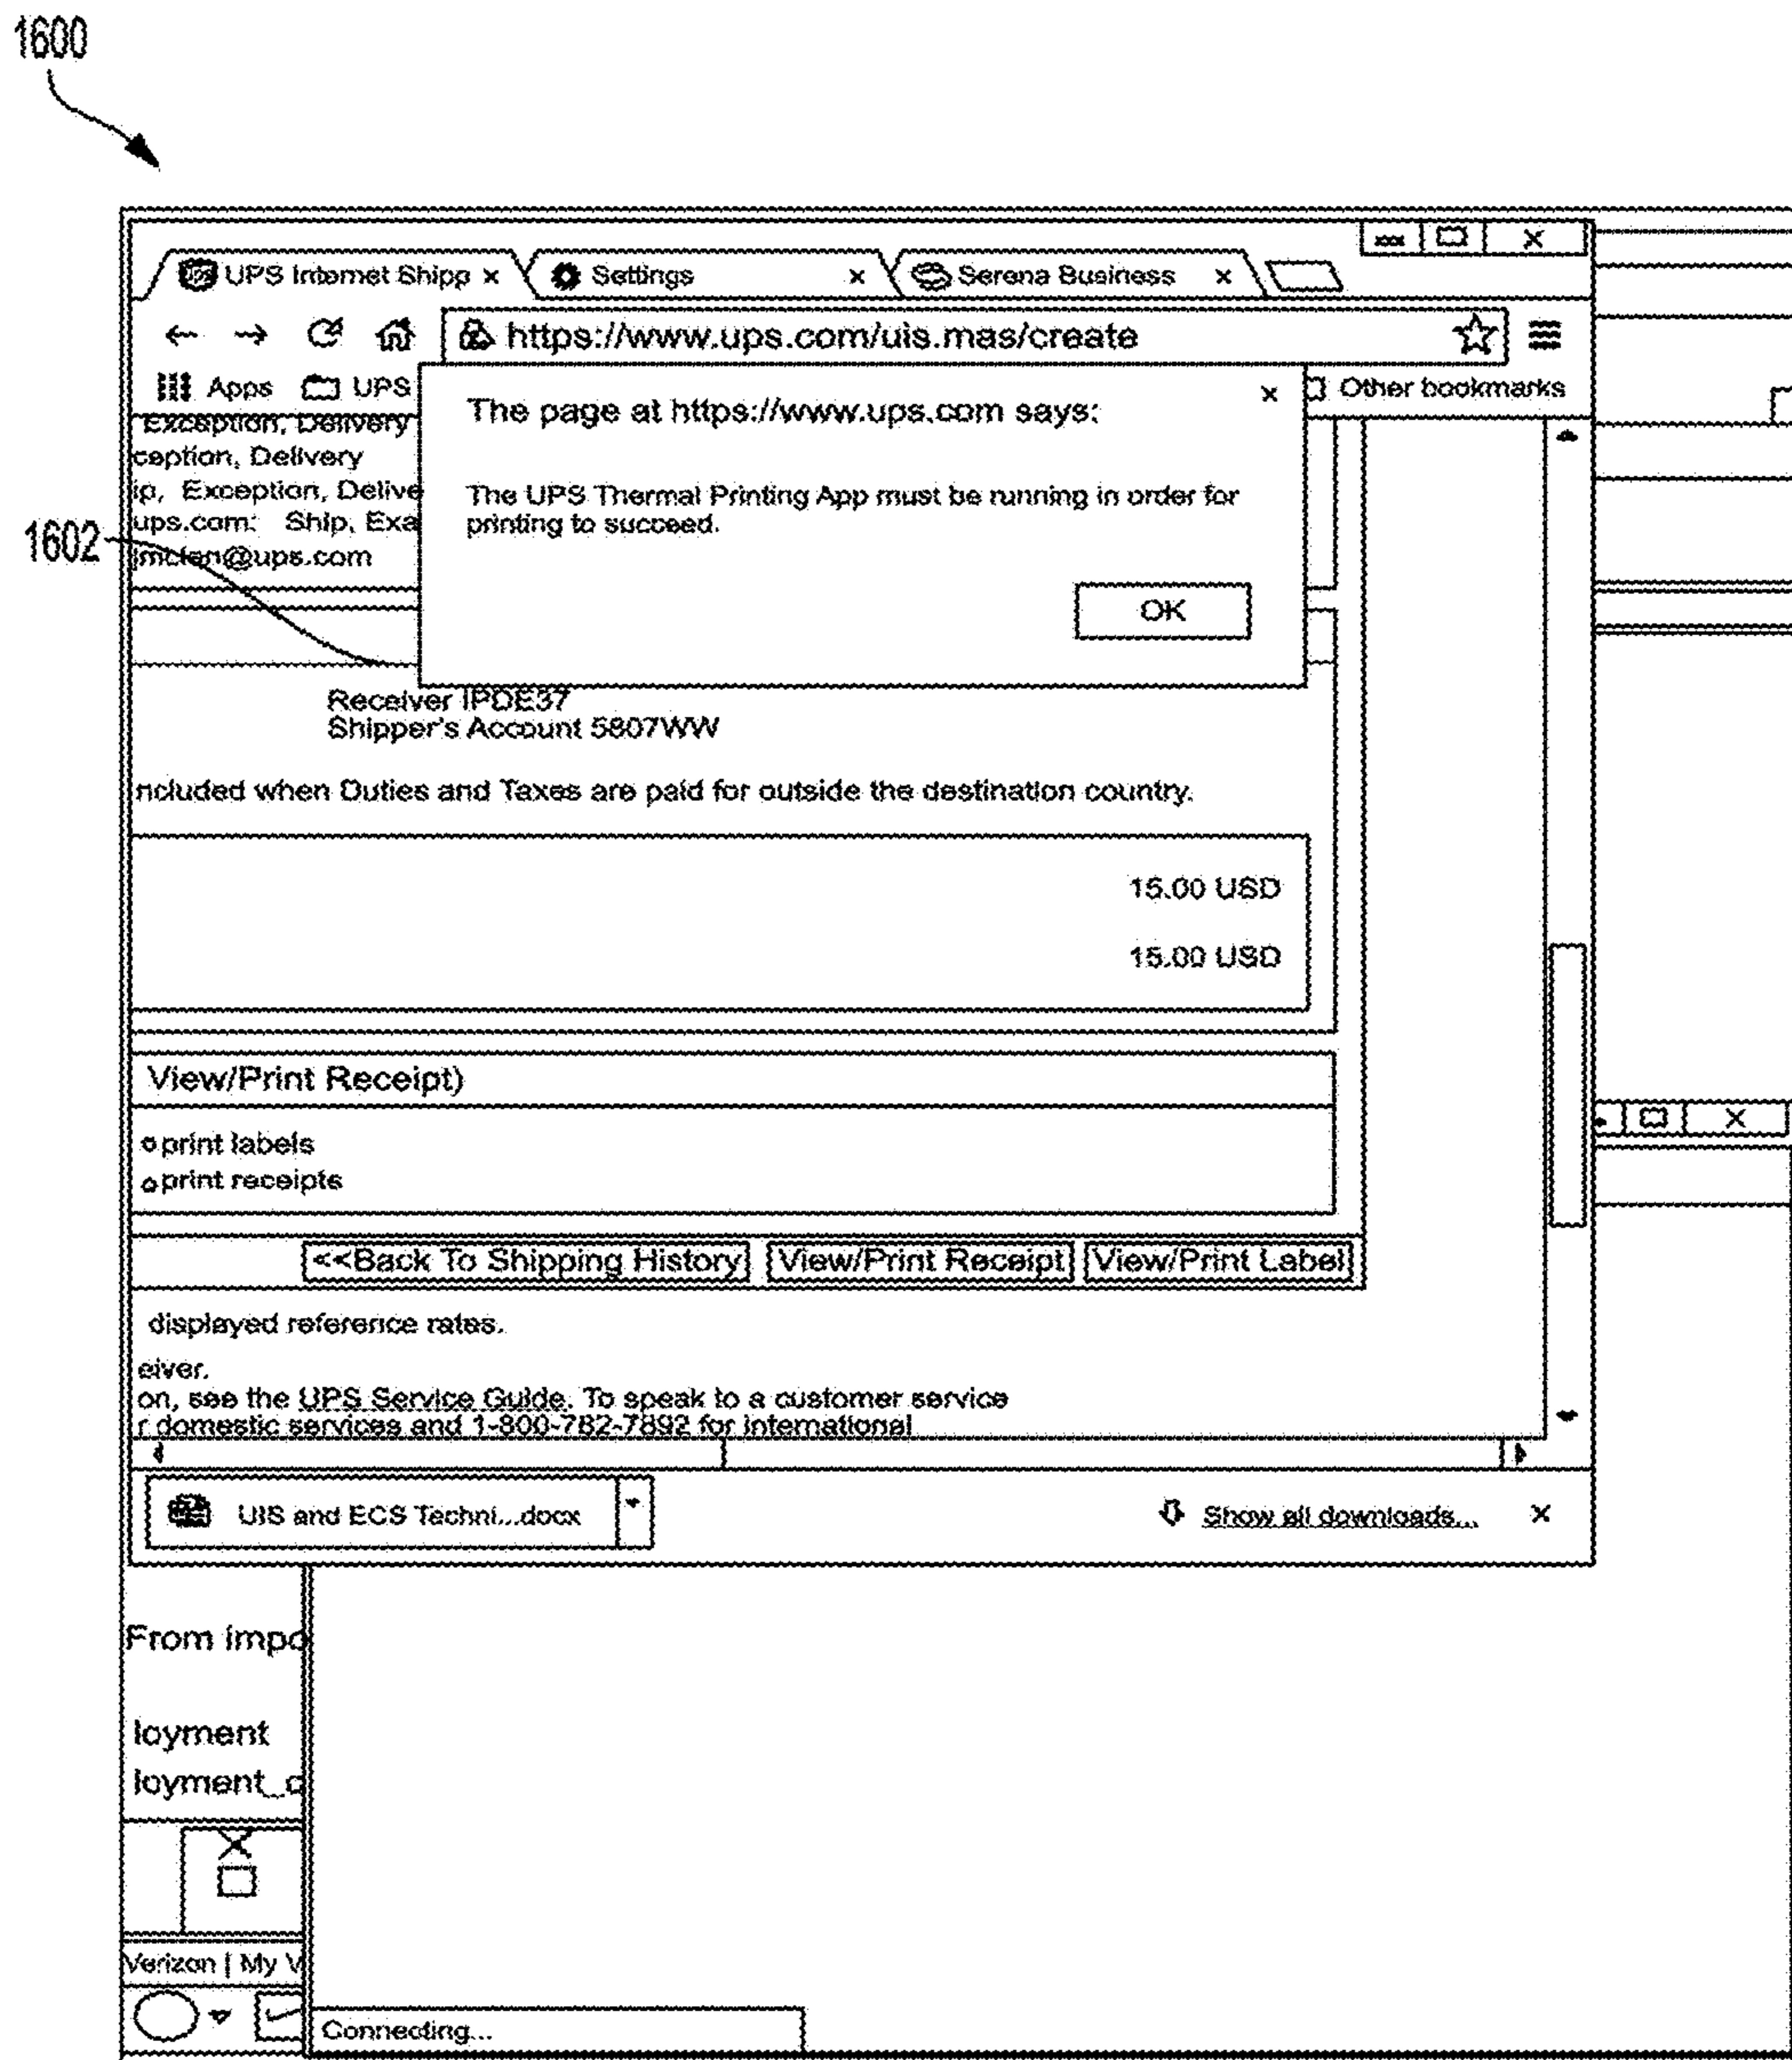 1600
UPS Internet Shipp x Settings x Serena Business x
https://www.ups.com/uis.mas/create
Apps UPS Other bookmarks
The page at https://www.ups.com says: x
Exception, Delivery
ception, Delivery
ip, Exception, Delive
The UPS Thermal Printing App must be running in order for
printing to succeed.
ups.com: Ship, Exa
1602
@ups.com
OK
Receiver IPDE37
Shipper's Account 5807WW
ncluded when Duties and Taxes are paid for outside the destination country.
15.00 USD
15.00 USD
View/Print Receipt)
print labels
print receipts
<<Back To Shipping History View/Print Receipt View/Print Label
displayed reference rates.
eiver.
on, see the UPS Service Guide. To speak to a customer service
r domestic services and 1-800-782-7892 for international
UIS and ECS Techni...docx Show all downloads... x
From impo
loyment
loyment_c
Verizon | My V
Connecting...